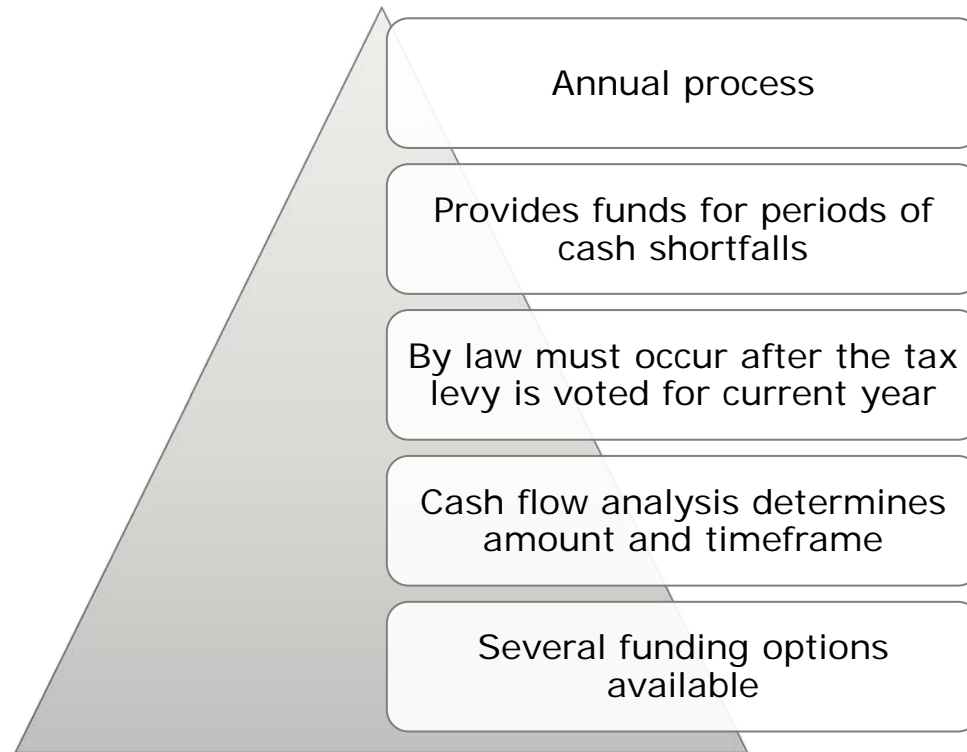 Annual process
Provides funds for periods of
cash shortfalls
By law must occur after the tax
levy is voted for current year
Cash flow analysis determines
amount and timeframe
Several funding options
available